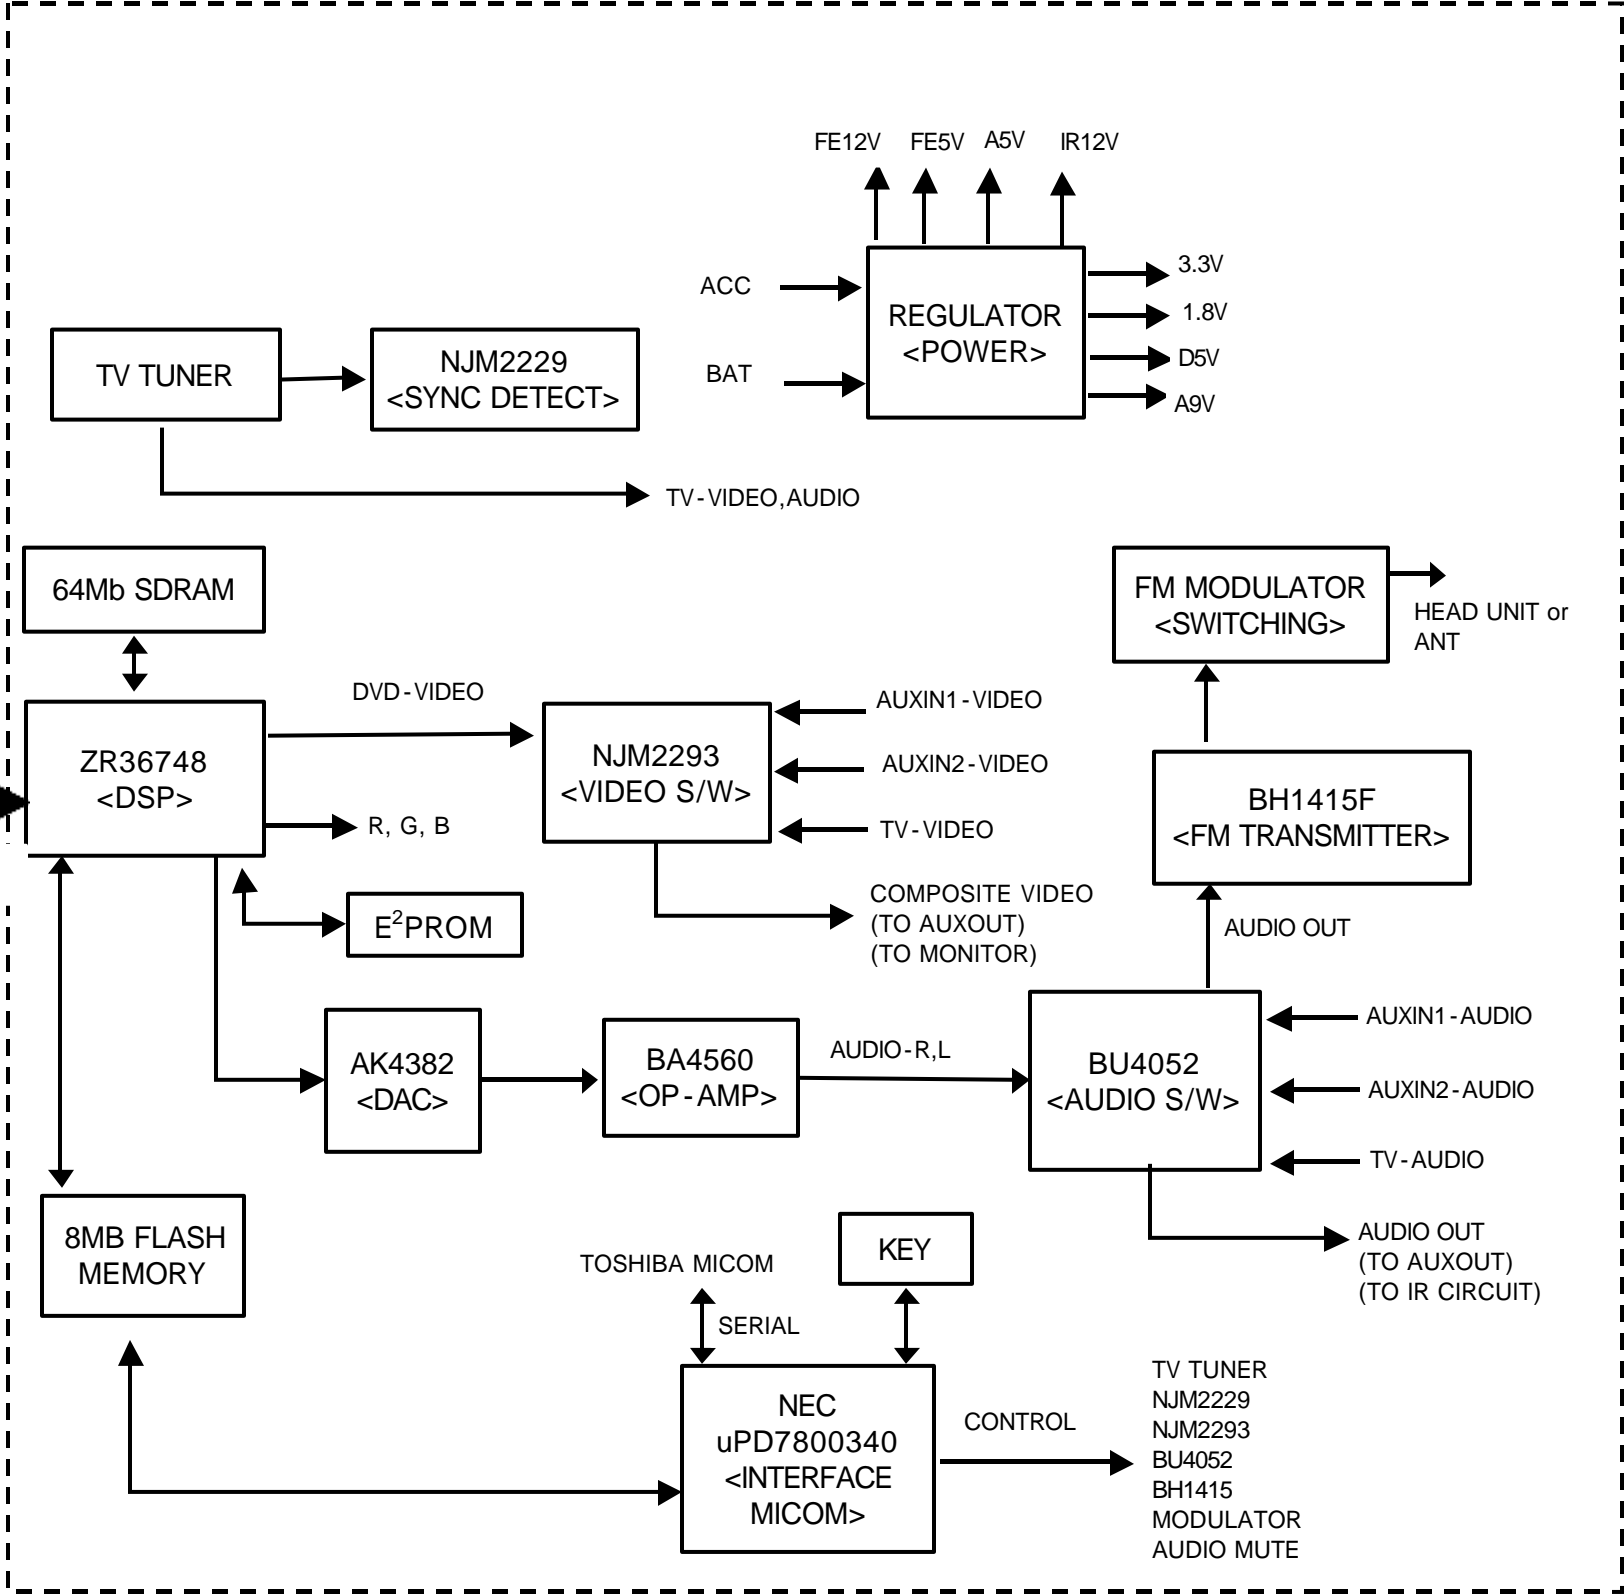 FE12V FE5V A5V IR12V
ACC
BAT
REGULATOR
<POWER>
3.3V
1.8V
D5V
A9V
TV TUNER
NJM2229
<SYNC DETECT>
TV-VIDEO,AUDIO
64Mb SDRAM
FM MODULATOR
<SWITCHING>
HEAD UNIT or
ANT
ZR36748
<DSP>
DVD-VIDEO
R, G, B
NJM2293
<VIDEO S/W>
AUXIN1-VIDEO
AUXIN2-VIDEO
TV-VIDEO
BH1415F
<FM TRANSMITTER>
E²PROM
COMPOSITE VIDEO
(TO AUXOUT)
(TO MONITOR)
AUDIO OUT
AK4382
<DAC>
BA4560
<OP-AMP>
AUDIO-R,L
BU4052
<AUDIO S/W>
AUXIN1-AUDIO
AUXIN2-AUDIO
TV-AUDIO
AUDIO OUT
(TO AUXOUT)
(TO IR CIRCUIT)
8MB FLASH
MEMORY
TOSHIBA MICOM
SERIAL
KEY
NEC
uPD7800340
<INTERFACE
MICOM>
CONTROL
TV TUNER
NJM2229
NJM2293
BU4052
BH1415
MODULATOR
AUDIO MUTE